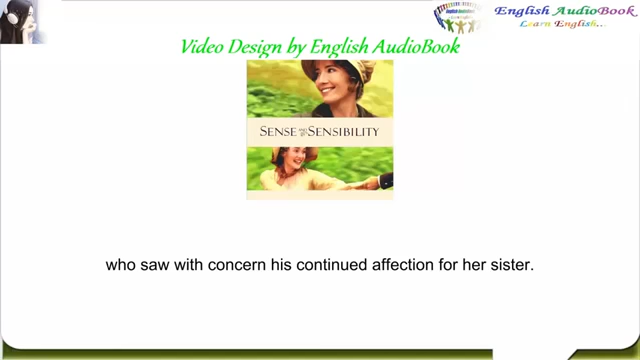 English AudioBook
Learn English...
Video Design by English AudioBook
SENSE AND SENSIBILITY
who saw with concern his continued affection for her sister.